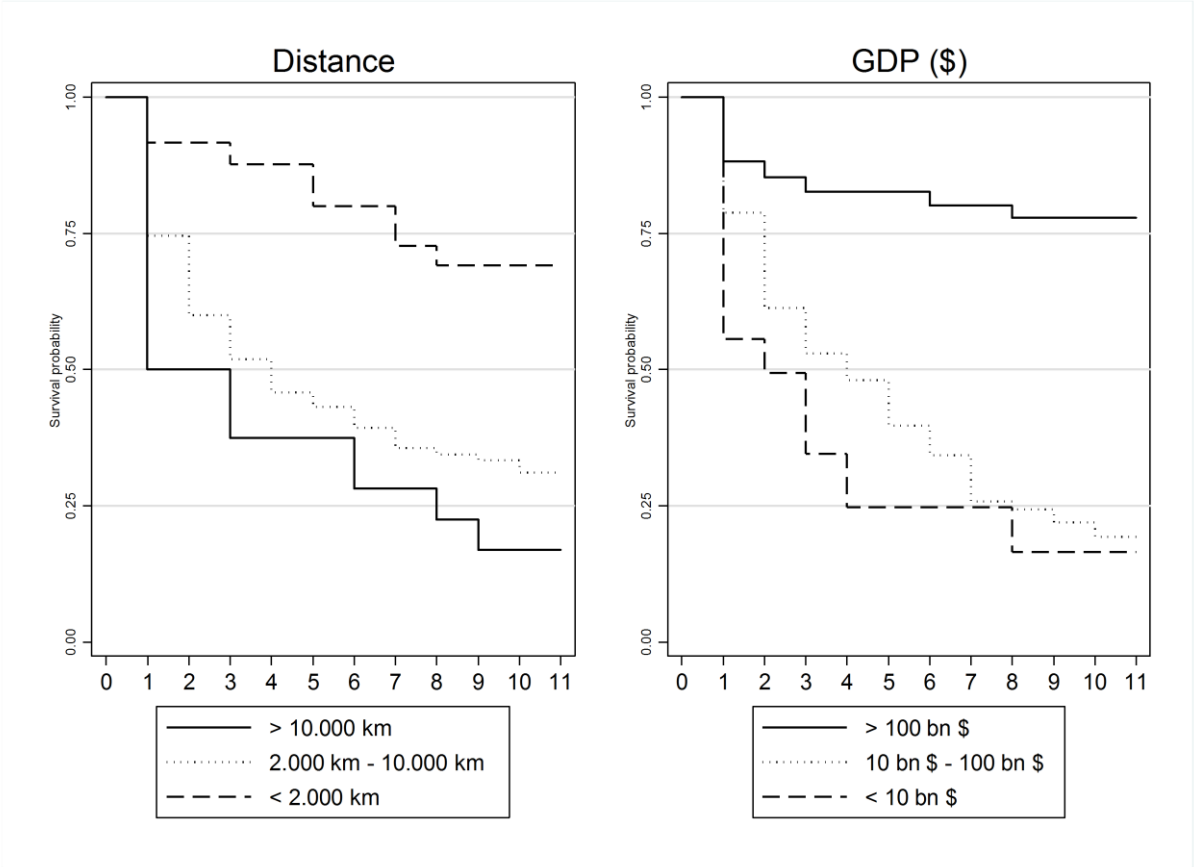 Distance
1.00
0.75
0.50
0.25
0.00
Survival probability
0 1 2 3 4 5 6 7 8 9 10 11
> 10.000 km
2.000 km - 10.000 km
< 2.000 km
GDP ($)
1.00
0.75
0.50
0.25
0.00
Survival probability
0 1 2 3 4 5 6 7 8 9 10 11
> 100 bn $
10 bn $ - 100 bn $
< 10 bn $